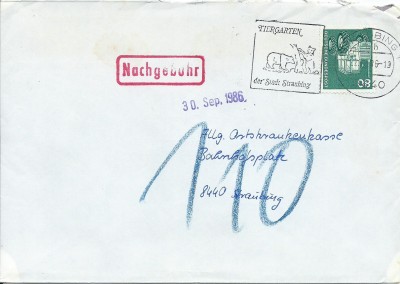 TIERGARTEN
der Stadt Straubing
Nachgebühr
30. Sep. 1986
Allg. Ortskrankenkasse
Bahnhofsplatz
8440 Straubing
110